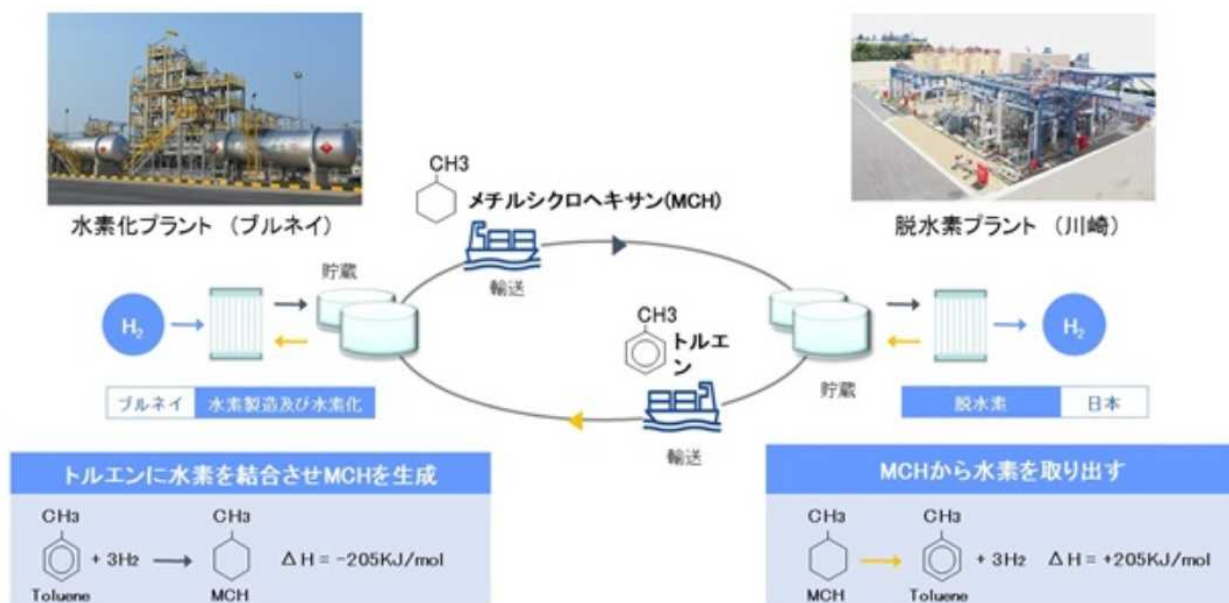 水素化プラント （ブルネイ）
脱水素プラント （川崎）
CH3
メチルシクロヘキサン(MCH)
輸送
貯蔵
H2
ブルネイ 水素製造及び水素化
CH3
トルエ
ン
輸送
貯蔵
H2
脱水素 日本
トルエンに水素を結合させMCHを生成
CH3 CH3
+ 3H2 ΔH = -205KJ/mol
Toluene MCH
MCHから水素を取り出す
CH3 CH3
+ 3H2 ΔH = +205KJ/mol
MCH Toluene